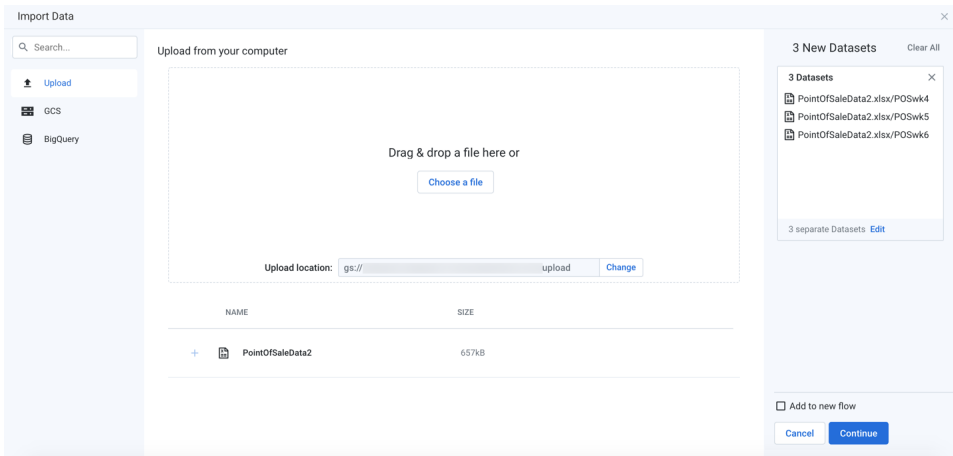 Import Data
Search...
Upload
GCS
BigQuery
Upload from your computer
Drag & drop a file here or
Choose a file
Upload location: gs:// upload Change
NAME SIZE
PointOfSaleData2 657kB
3 New Datasets Clear All
3 Datasets
PointOfSaleData2.xlsx/POSwk4
PointOfSaleData2.xlsx/POSwk5
PointOfSaleData2.xlsx/POSwk6
3 separate Datasets Edit
Add to new flow
Cancel Continue